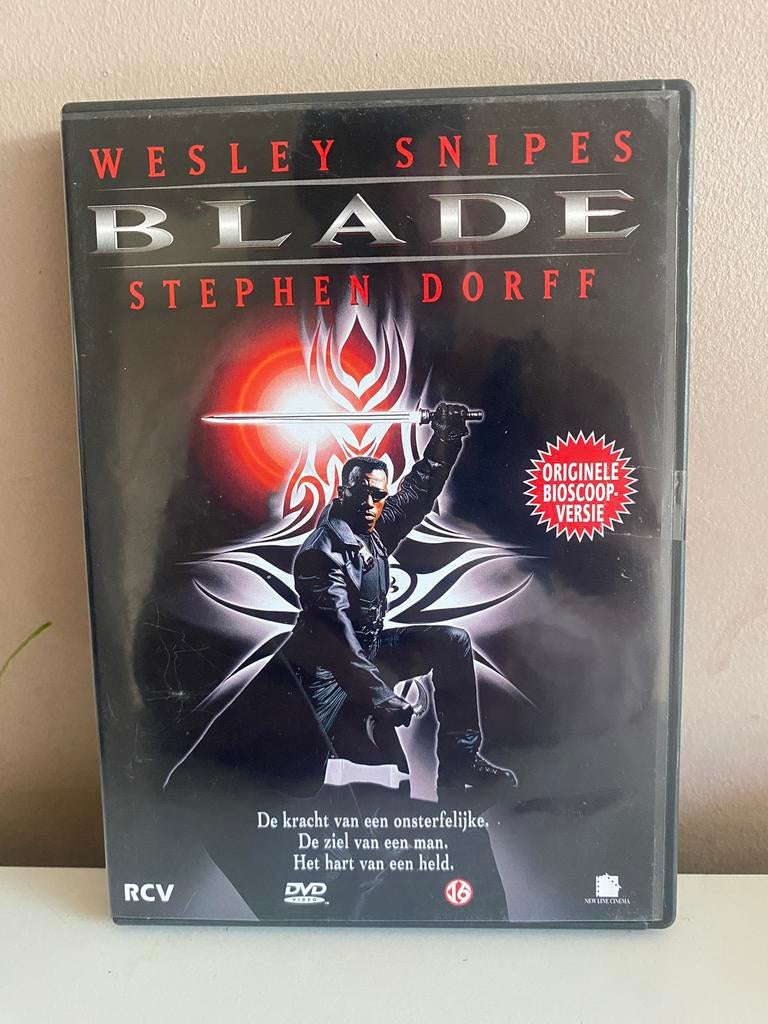 WESLEY SNIPES
BLADE
STEPHEN DORFF
ORIGINELE
BIOSCOOP-
VERSIE
De kracht van een onsterfelijke.
De ziel van een man.
Het hart van een held.
RCV
DVD
VIDEO
16
NEW LINE CINEMA